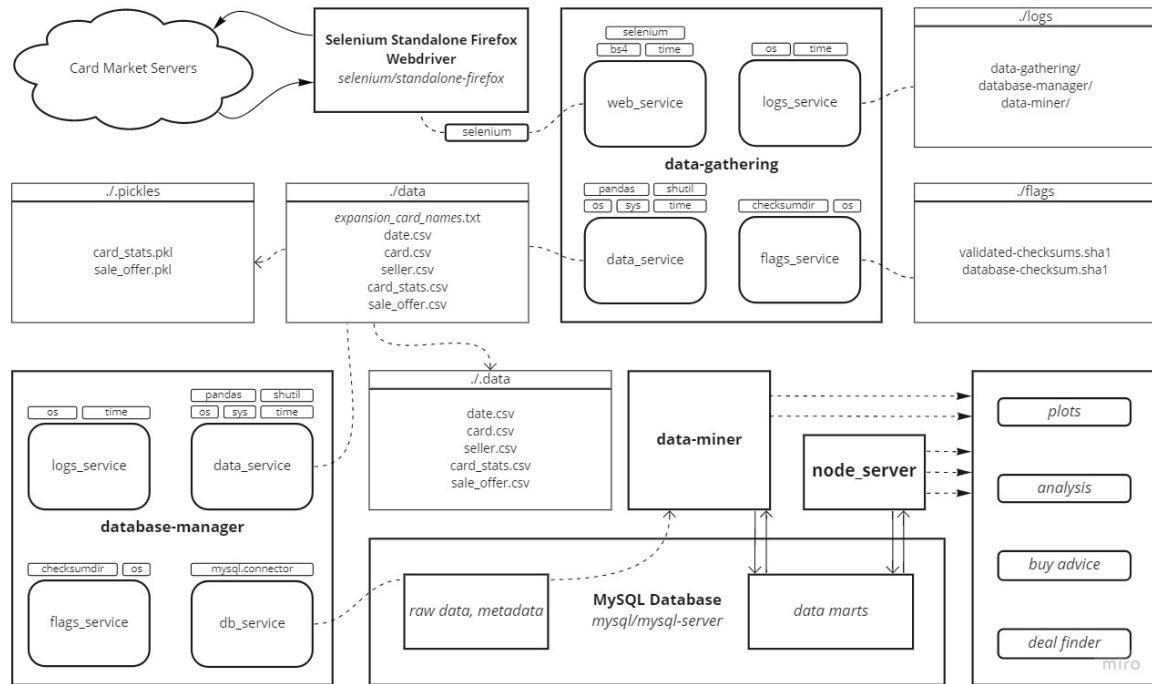 Card Market Servers
Selenium Standalone Firefox
Webdriver
selenium/standalone-firefox
selenium
selenium
bs4
time
web_service
os
time
logs_service
data-gathering
pandas
shutil
os
sys
time
data_service
checksumdir
os
flags_service
./logs
data-gathering/
database-manager/
data-miner/
./.pickles
card_stats.pkl
sale_offer.pkl
./data
expansion_card_names.txt
date.csv
card.csv
seller.csv
card_stats.csv
sale_offer.csv
./flags
validated-checksums.sha1
database-checksum.sha1
os
time
logs_service
pandas
shutil
os
sys
time
data_service
database-manager
checksumdir
os
flags_service
mysql.connector
db_service
./.data
date.csv
card.csv
seller.csv
card_stats.csv
sale_offer.csv
data-miner
node_server
raw data, metadata
MySQL Database
mysql/mysql-server
data marts
plots
analysis
buy advice
deal finder
miro